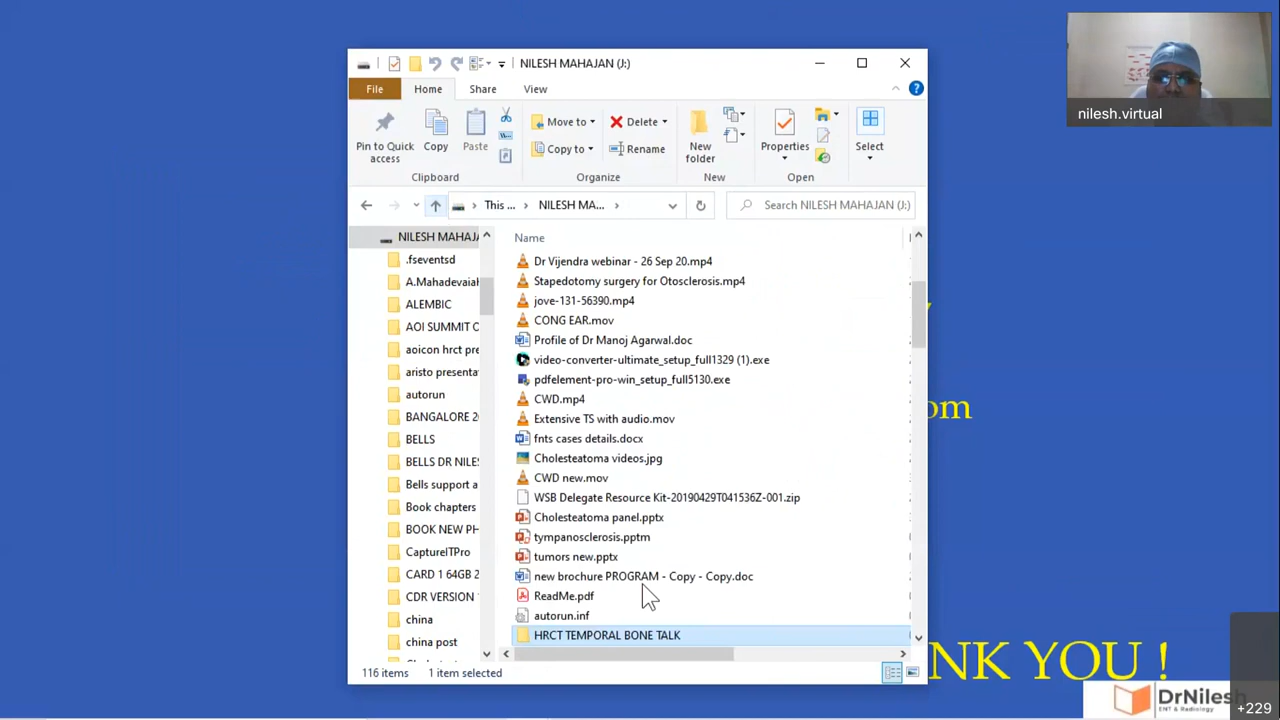 NILESH MAHAJAN (J:)
File Home Share View
Pin to Quick access
Copy
Paste
Move to
Copy to
Delete
Rename
New folder
Properties
Select
Clipboard
Organize
New
Open
This ... NILESH MA...
Search NILESH MAHAJAN (J:)
NILESH MAHAJA
.fseventsd
A.Mahadevaiah
ALEMBIC
AOI SUMMIT O
aoicon hrct pre
aristo presenta
autorun
BANGALORE 20
BELLS
BELLS DR NILES
Bells support a
Book chapters
BOOK NEW PH
CaptureITPro
CARD 1 64GB 2
CDR VERSION
china
china post
Name
Dr Vijendra webinar - 26 Sep 20.mp4
Stapedotomy surgery for Otosclerosis.mp4
jove-131-56390.mp4
CONG EAR.mov
Profile of Dr Manoj Agarwal.doc
video-converter-ultimate_setup_full1329 (1).exe
pdfelement-pro-win_setup_full5130.exe
CWD.mp4
Extensive TS with audio.mov
fnts cases details.docx
Cholesteatoma videos.jpg
CWD new.mov
WSB Delegate Resource Kit-20190429T041536Z-001.zip
Cholesteatoma panel.pptx
tympanosclerosis.pptm
tumors new.pptx
new brochure PROGRAM - Copy - Copy.doc
ReadMe.pdf
autorun.inf
HRCT TEMPORAL BONE TALK
116 items 1 item selected
nilesh.virtual
om
NK YOU !
DrNilesh
ENT & Radiology
+229